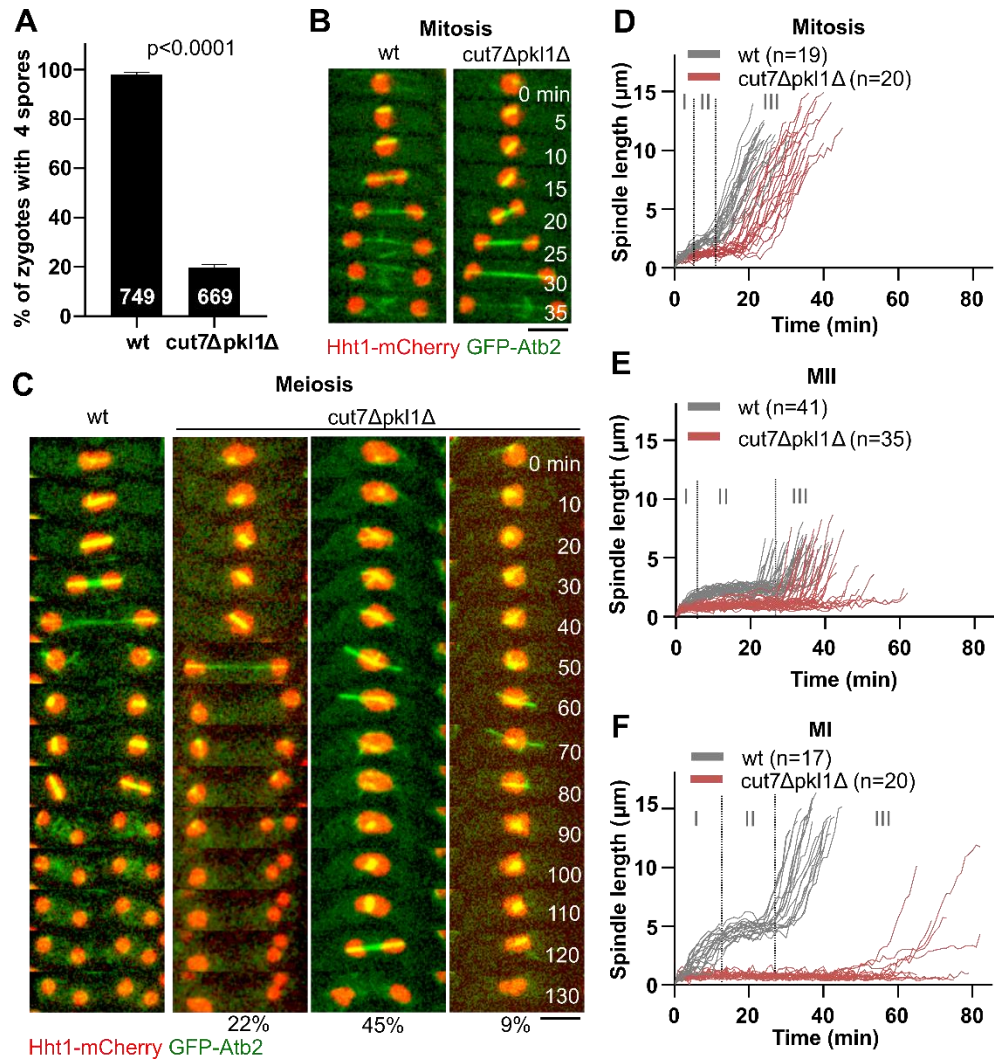 A
% of zygotes with 4 spores
p<0.0001
100
80
60
40
20
0
749
669
wt
cut7Δpkl1Δ
B
Mitosis
wt
cut7Δpkl1Δ
0 min
5
10
15
20
25
30
35
Hht1-mCherry GFP-Atb2
C
Meiosis
wt
cut7Δpkl1Δ
0 min
10
20
30
40
50
60
70
80
90
100
110
120
130
22%
45%
9%
Hht1-mCherry GFP-Atb2
D
Mitosis
wt (n=19)
cut7Δpkl1Δ (n=20)
I
II
III
Spindle length (µm)
15
10
5
0
0
20
40
60
80
Time (min)
E
MII
wt (n=41)
cut7Δpkl1Δ (n=35)
I
II
III
Spindle length (µm)
15
10
5
0
0
20
40
60
80
Time (min)
F
MI
wt (n=17)
cut7Δpkl1Δ (n=20)
I
II
III
Spindle length (µm)
15
10
5
0
0
20
40
60
80
Time (min)